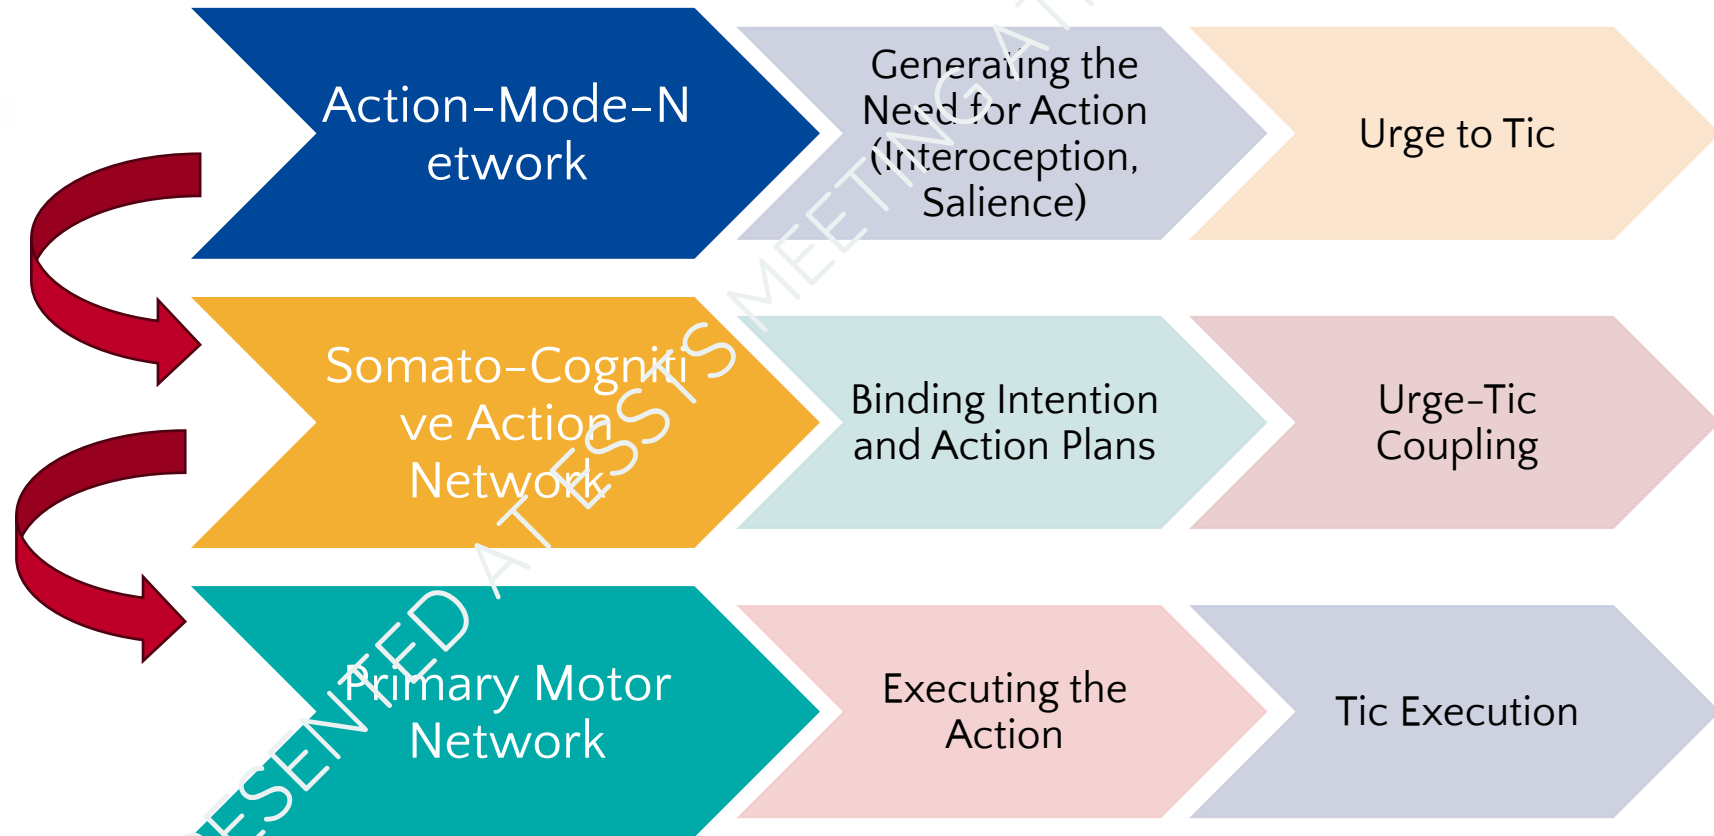 Action-Mode-N
etwork
Generating the
Need for Action
(Interoception,
Salience)
Urge to Tic
Somato-Cogniti
ve Action
Network
Binding Intention
and Action Plans
Urge-Tic
Coupling
Primary Motor
Network
Executing the
Action
Tic Execution
ESENTED AT ESSTS MEETING AT